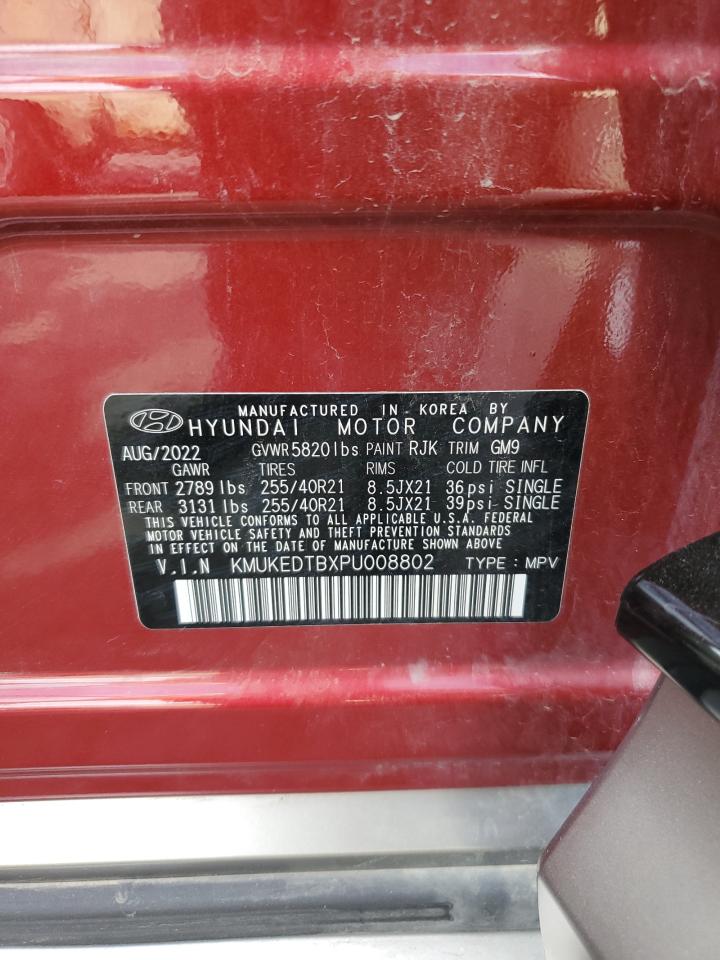 MANUFACTURED IN KOREA BY
HYUNDAI MOTOR COMPANY
AUG/2022 GVWR 5820 lbs PAINT RJK TRIM GM9
GAWR TIRES RIMS COLD TIRE INFL
FRONT 2789 lbs 255/40R21 8.5JX21 36psi SINGLE
REAR 3131 lbs 255/40R21 8.5JX21 39psi SINGLE
THIS VEHICLE CONFORMS TO ALL APPLICABLE U.S.A. FEDERAL
MOTOR VEHICLE SAFETY AND THEFT PREVENTION STANDARDS
IN EFFECT ON THE DATE OF MANUFACTURE SHOWN ABOVE
V.I.N KMUKEDTBXPU008802 TYPE : MPV